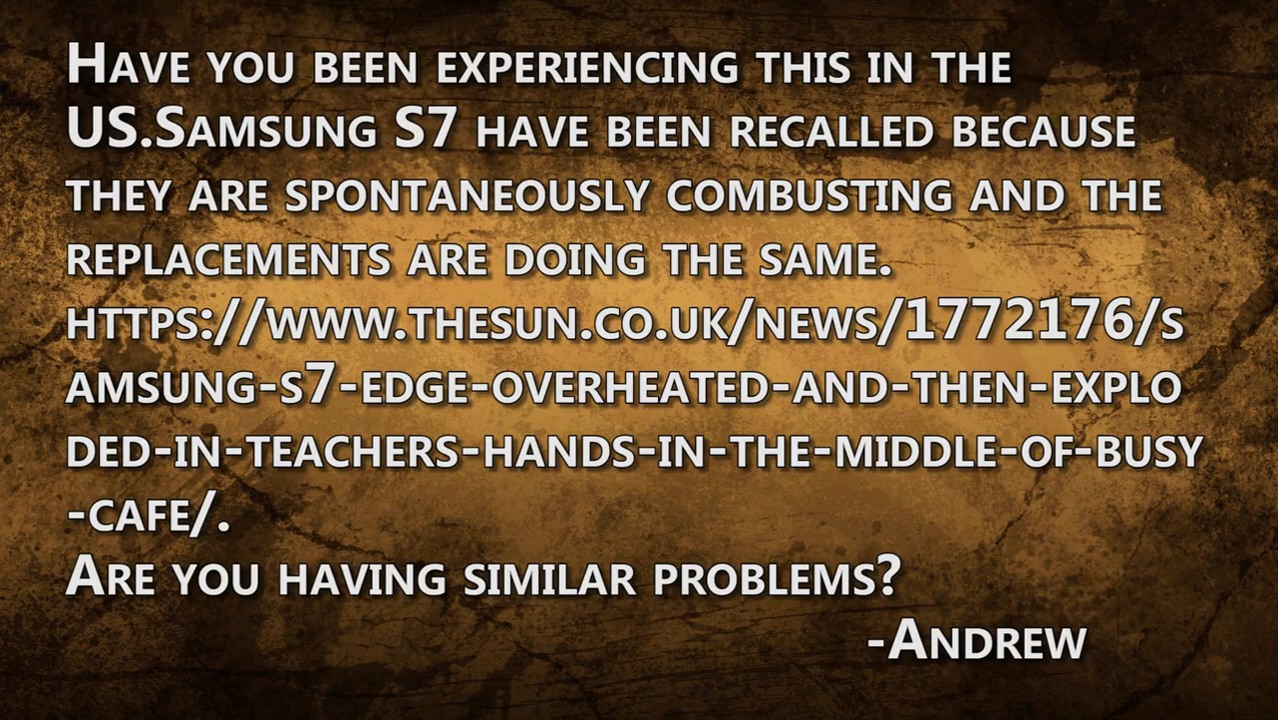 Have you been experiencing this in the
US.Samsung S7 have been recalled because
they are spontaneously combusting and the
replacements are doing the same.
https://www.thesun.co.uk/news/1772176/s
amsung-s7-edge-overheated-and-then-explo
ded-in-teachers-hands-in-the-middle-of-busy
-cafe/.
Are you having similar problems?
-Andrew